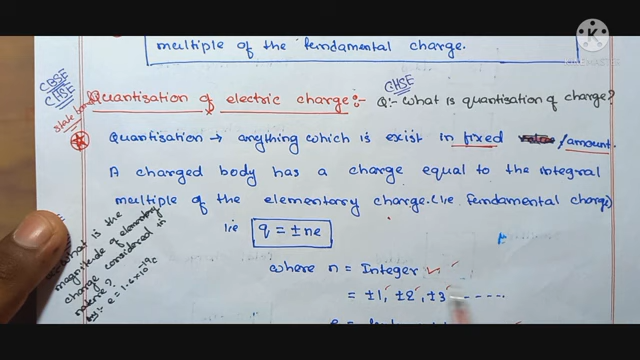 multiple of the fundamental charge.
KINEMASTER
CBSE
CHSE
State board
Quantisation of electric charge:-
CHSE
Q:- What is quantisation of charge?
Quantisation → anything which is exist in fixed /amount.
A charged body has a charge equal to the integral
multiple of the elementary charge. (i.e fundamental charge)
i.e q = ±ne
where n = Integer
= ±1, ±2, ±3 ------
what is the
magnitude of elementary
charge considered in
nature?
e = 1.6×10⁻¹⁹C